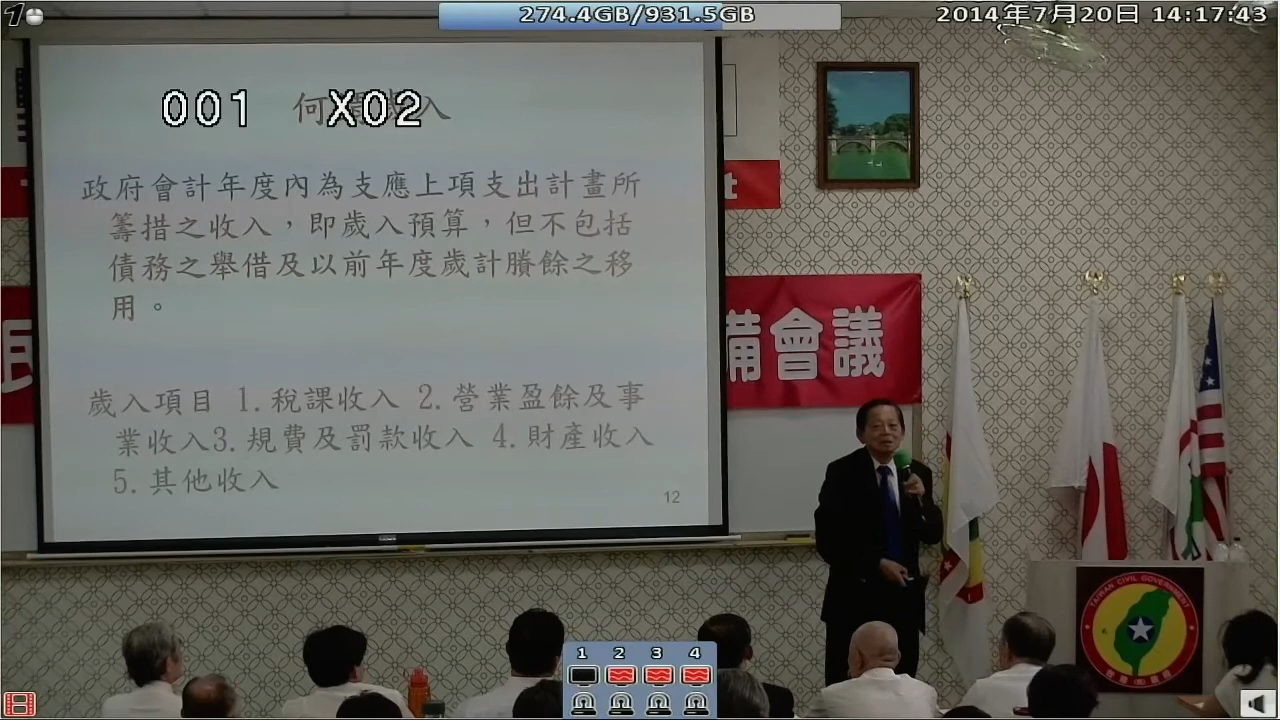 1
274.4GB/931.5GB
2014年7月20日 14:17:43
001 X02
何 入
政府會計年度內為支應上項支出計畫所
籌措之收入，即歲入預算，但不包括
債務之舉借及以前年度歲計賸餘之移
用。
歲入項目 1.稅課收入 2.營業盈餘及事
業收入3.規費及罰款收入 4.財產收入
5.其他收入
12
t
民
備會議
TAIWAN CIVIL GOVERNMENT
1 2 3 4